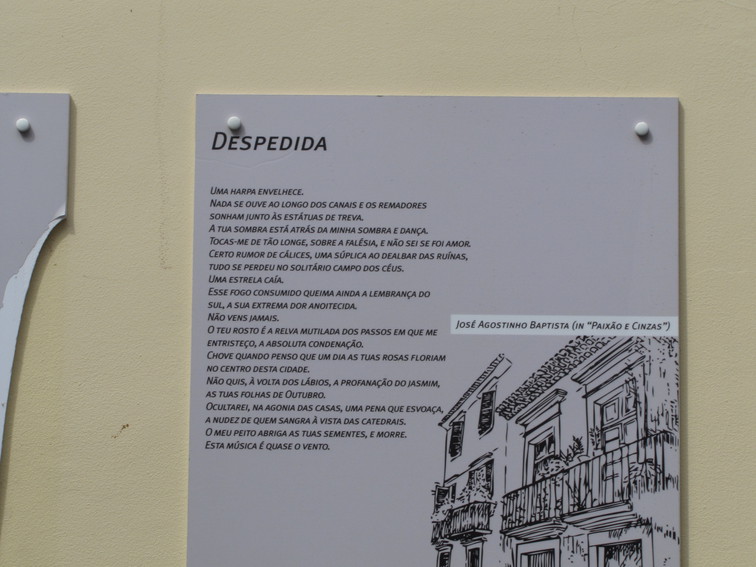 DESPEDIDA
UMA HARPA ENVELHECE.
NADA SE OUVE AO LONGO DOS CANAIS E OS REMADORES
SONHAM JUNTO ÀS ESTÁTUAS DE TREVA.
A TUA SOMBRA ESTÁ ATRÁS DA MINHA SOMBRA E DANÇA.
TOCAS-ME DE TÃO LONGE, SOBRE A FALÉSIA, E NÃO SEI SE FOI AMOR.
CERTO RUMOR DE CÁLICES, UMA SÚPLICA AO DEALBAR DAS RUÍNAS,
TUDO SE PERDEU NO SOLITÁRIO CAMPO DOS CÉUS.
UMA ESTRELA CAÍA.
ESSE FOGO CONSUMIDO QUEIMA AINDA A LEMBRANÇA DO
SUL, A SUA EXTREMA DOR ANOITECIDA.
NÃO VENS JAMAIS.
O TEU ROSTO É A RELVA MUTILADA DOS PASSOS EM QUE ME
ENTRISTEÇO, A ABSOLUTA CONDENAÇÃO.
CHOVE QUANDO PENSO QUE UM DIA AS TUAS ROSAS FLORIAM
NO CENTRO DESTA CIDADE.
NÃO QUIS, À VOLTA DOS LÁBIOS, A PROFANAÇÃO DO JASMIM,
AS TUAS FOLHAS DE OUTUBRO.
OCULTAREI, NA AGONIA DAS CASAS, UMA PENA QUE ESVOAÇA,
A NUDEZ DE QUEM SANGRA À VISTA DAS CATEDRAIS.
O MEU PEITO ABRIGA AS TUAS SEMENTES, E MORRE.
ESTA MÚSICA É QUASE O VENTO.
JOSÉ AGOSTINHO BAPTISTA (IN "PAIXÃO E CINZAS")